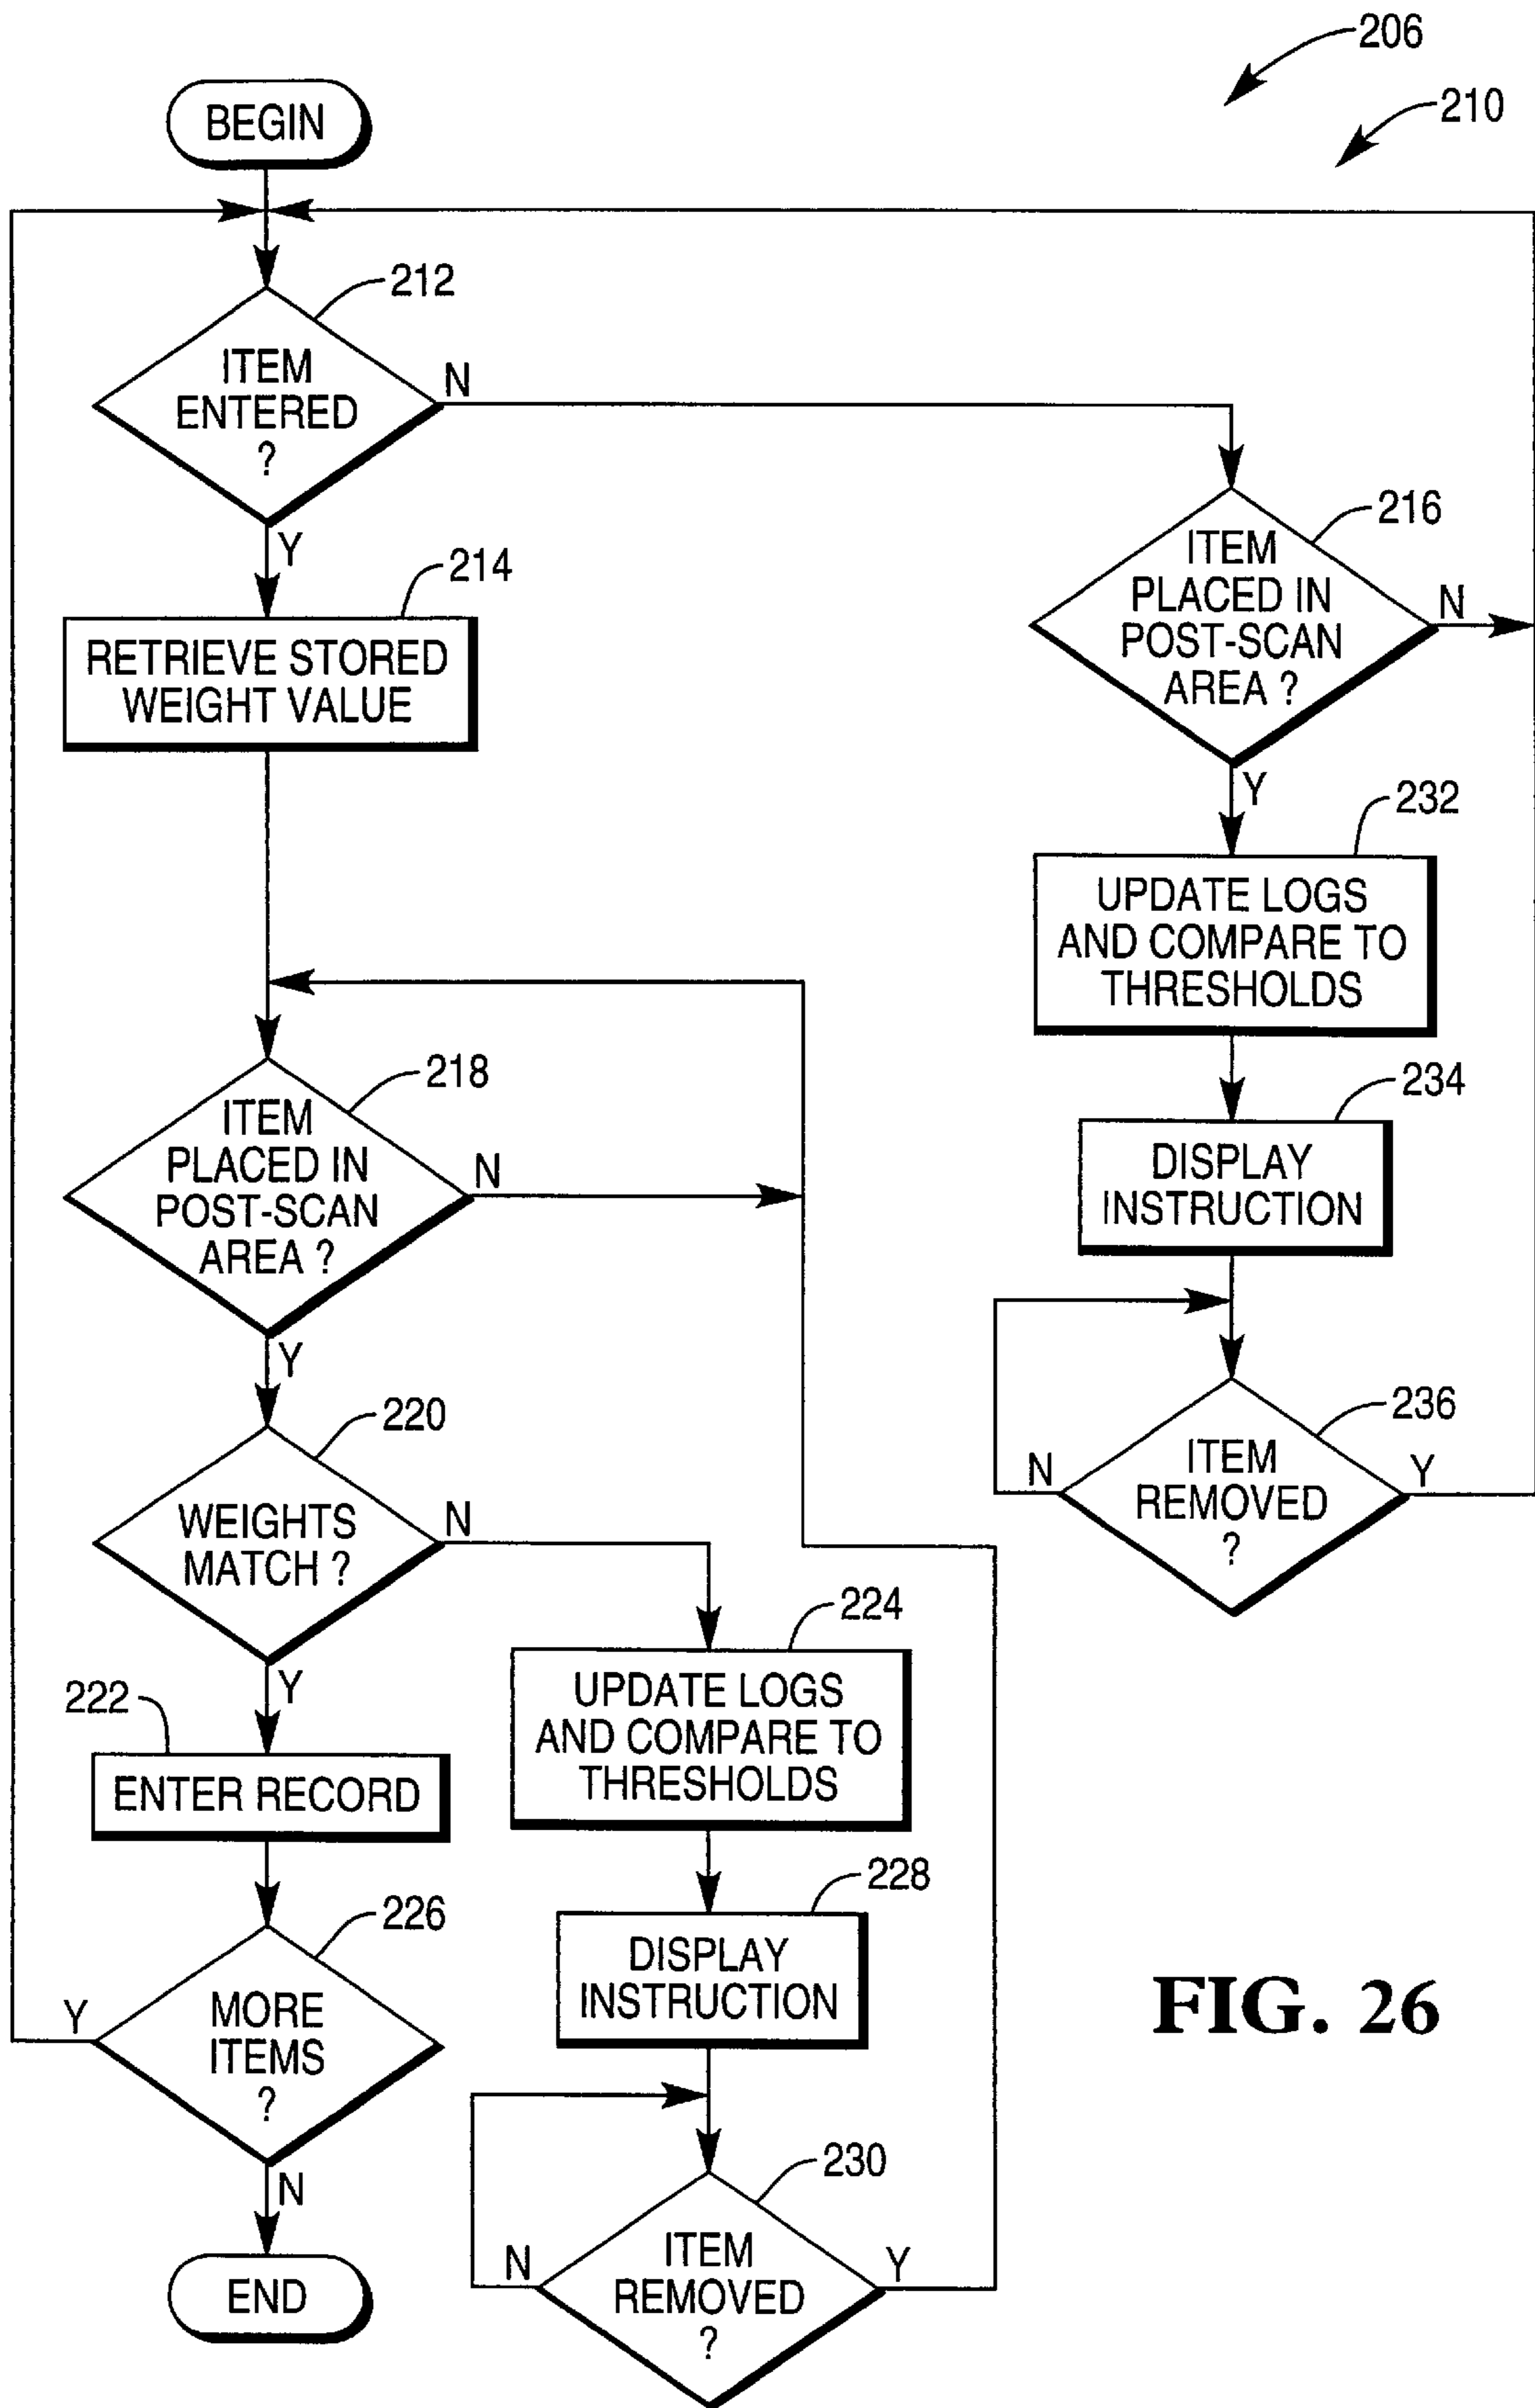 206
210
BEGIN
212
ITEM
ENTERED
?
N
Y
214
RETRIEVE STORED
WEIGHT VALUE
216
ITEM
PLACED IN
POST-SCAN
AREA ?
N
Y
232
UPDATE LOGS
AND COMPARE TO
THRESHOLDS
234
DISPLAY
INSTRUCTION
236
ITEM
REMOVED
?
N
Y
218
ITEM
PLACED IN
POST-SCAN
AREA ?
N
Y
220
WEIGHTS
MATCH ?
N
Y
222
ENTER RECORD
224
UPDATE LOGS
AND COMPARE TO
THRESHOLDS
226
MORE
ITEMS
?
Y
N
END
228
DISPLAY
INSTRUCTION
230
ITEM
REMOVED
?
N
Y
FIG. 26